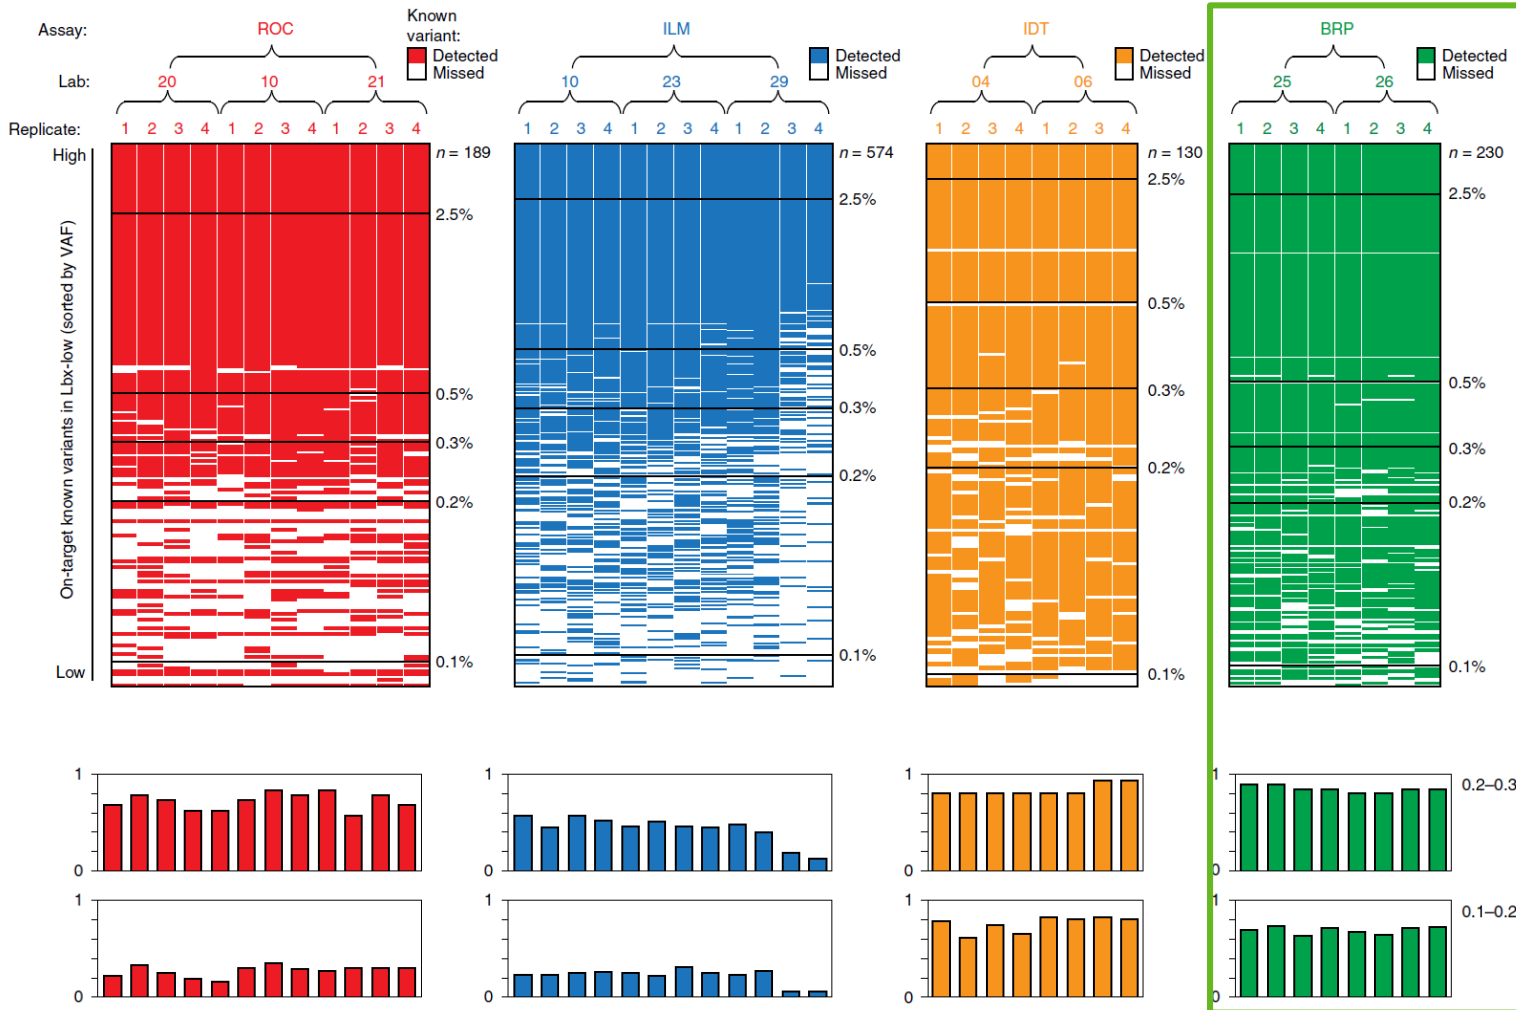 Assay:
ROC
Known
variant:
Detected
Missed
ILM
Detected
Missed
IDT
Detected
Missed
BRP
Detected
Missed
Lab:
20 10 21
10 23 29
04 06
25 26
Replicate:
1 2 3 4 1 2 3 4 1 2 3 4
1 2 3 4 1 2 3 4 1 2 3 4
1 2 3 4 1 2 3 4
1 2 3 4 1 2 3 4
High
On-target known variants in Lbx-low (sorted by VAF)
Low
n = 189
2.5%
0.5%
0.3%
0.2%
0.1%
n = 574
2.5%
0.5%
0.3%
0.2%
0.1%
n = 130
2.5%
0.5%
0.3%
0.2%
0.1%
n = 230
2.5%
0.5%
0.3%
0.2%
0.1%
1
0
1
0
1
0
1
0
0.2–0.3
1
0
1
0
1
0
1
0
0.1–0.2